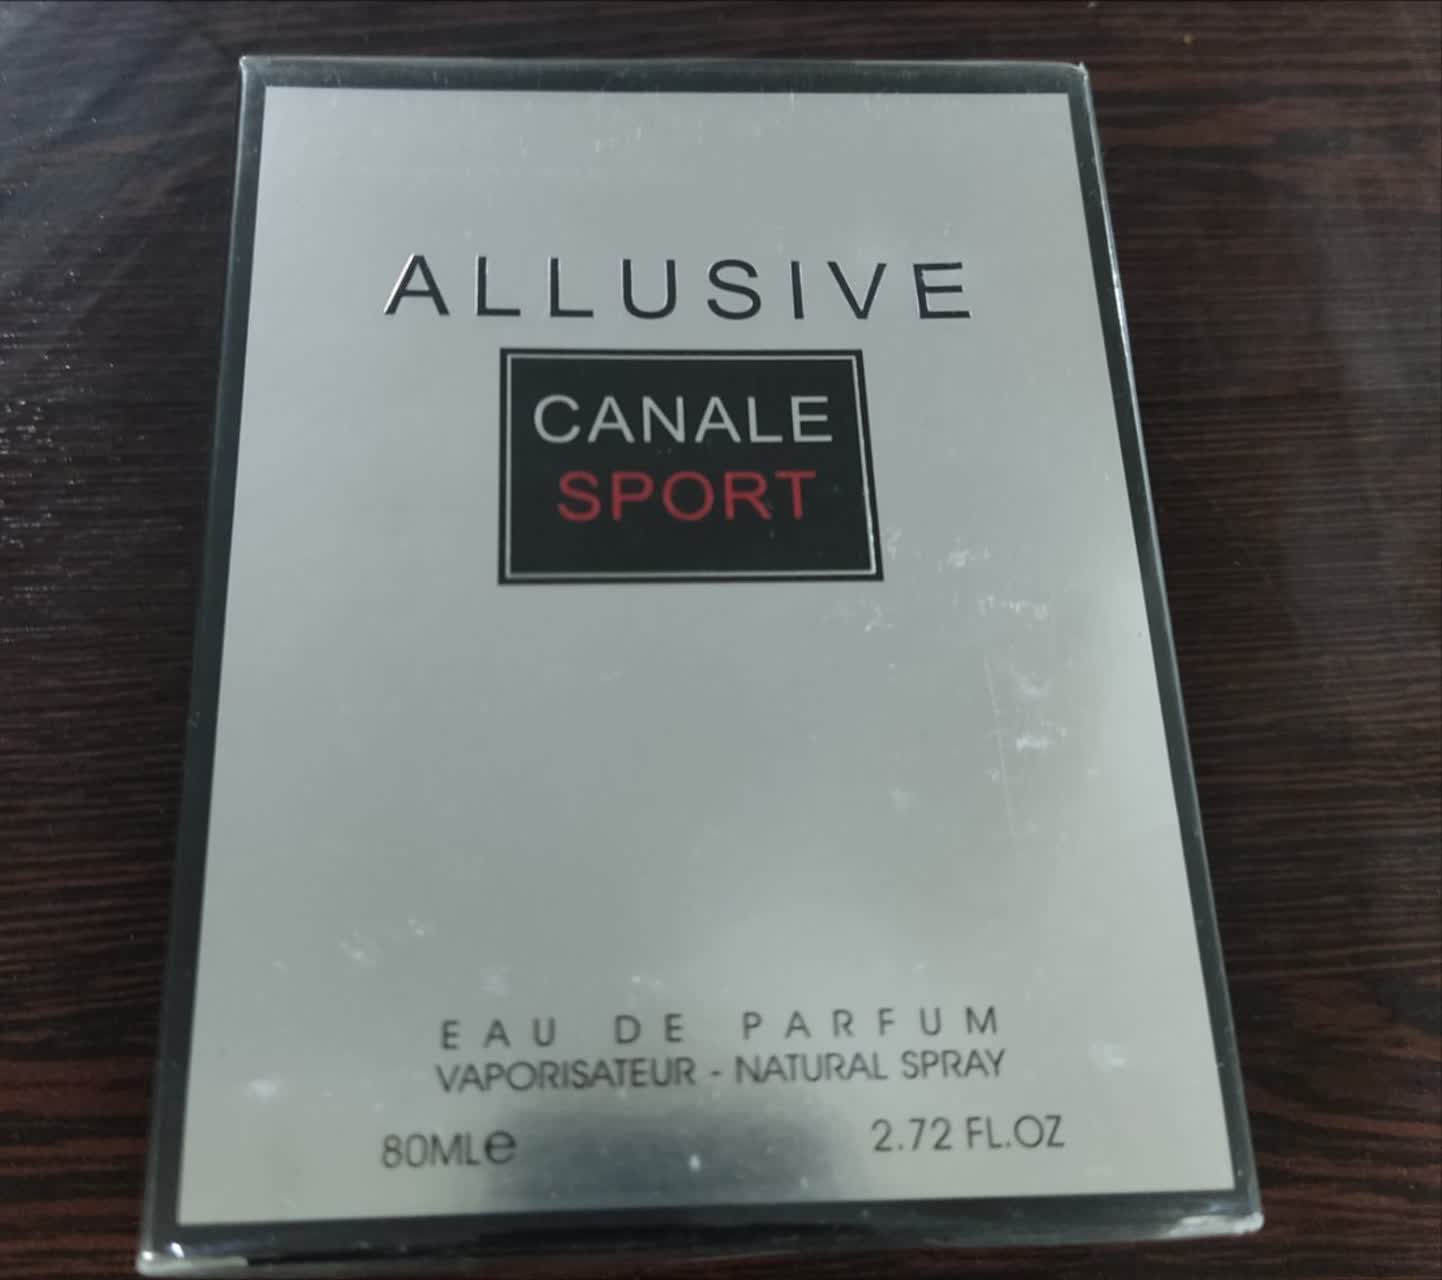 ALLUSIVE
CANALE
SPORT
EAU DE PARFUM
VAPORISATEUR - NATURAL SPRAY
80MLe 2.72 FL.OZ